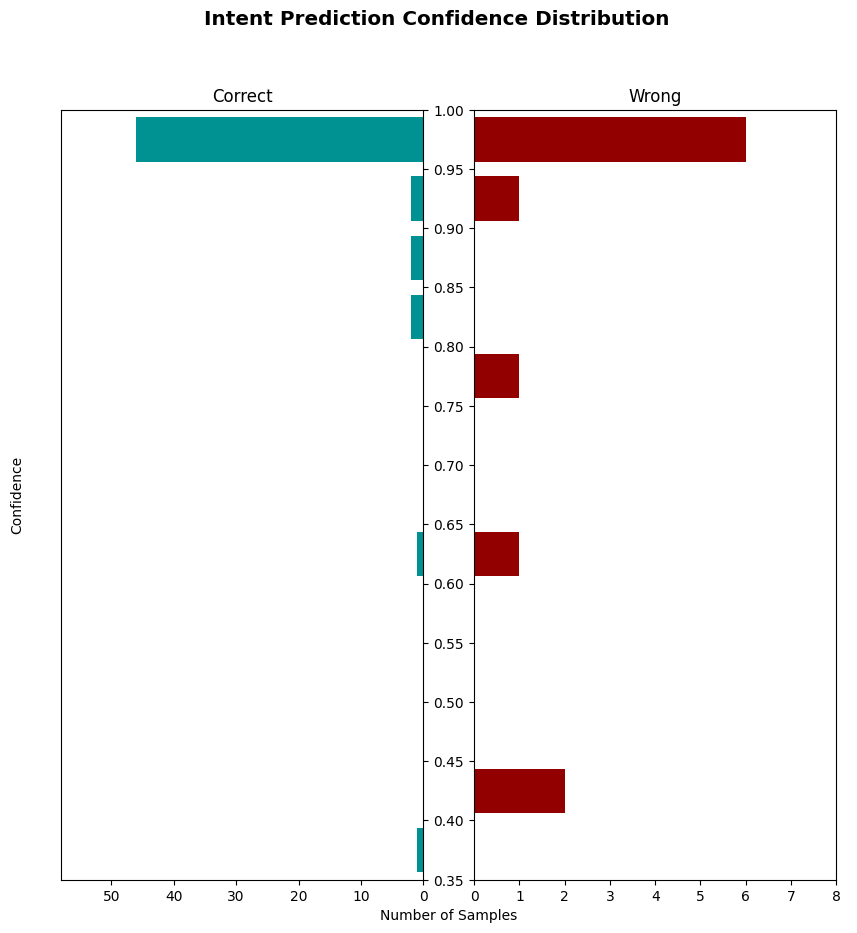 Intent Prediction Confidence Distribution
Correct
Wrong
1.00
0.95
0.90
0.85
0.80
0.75
0.70
0.65
0.60
0.55
0.50
0.45
0.40
0.35
Confidence
50 40 30 20 10 0
0 1 2 3 4 5 6 7 8
Number of Samples